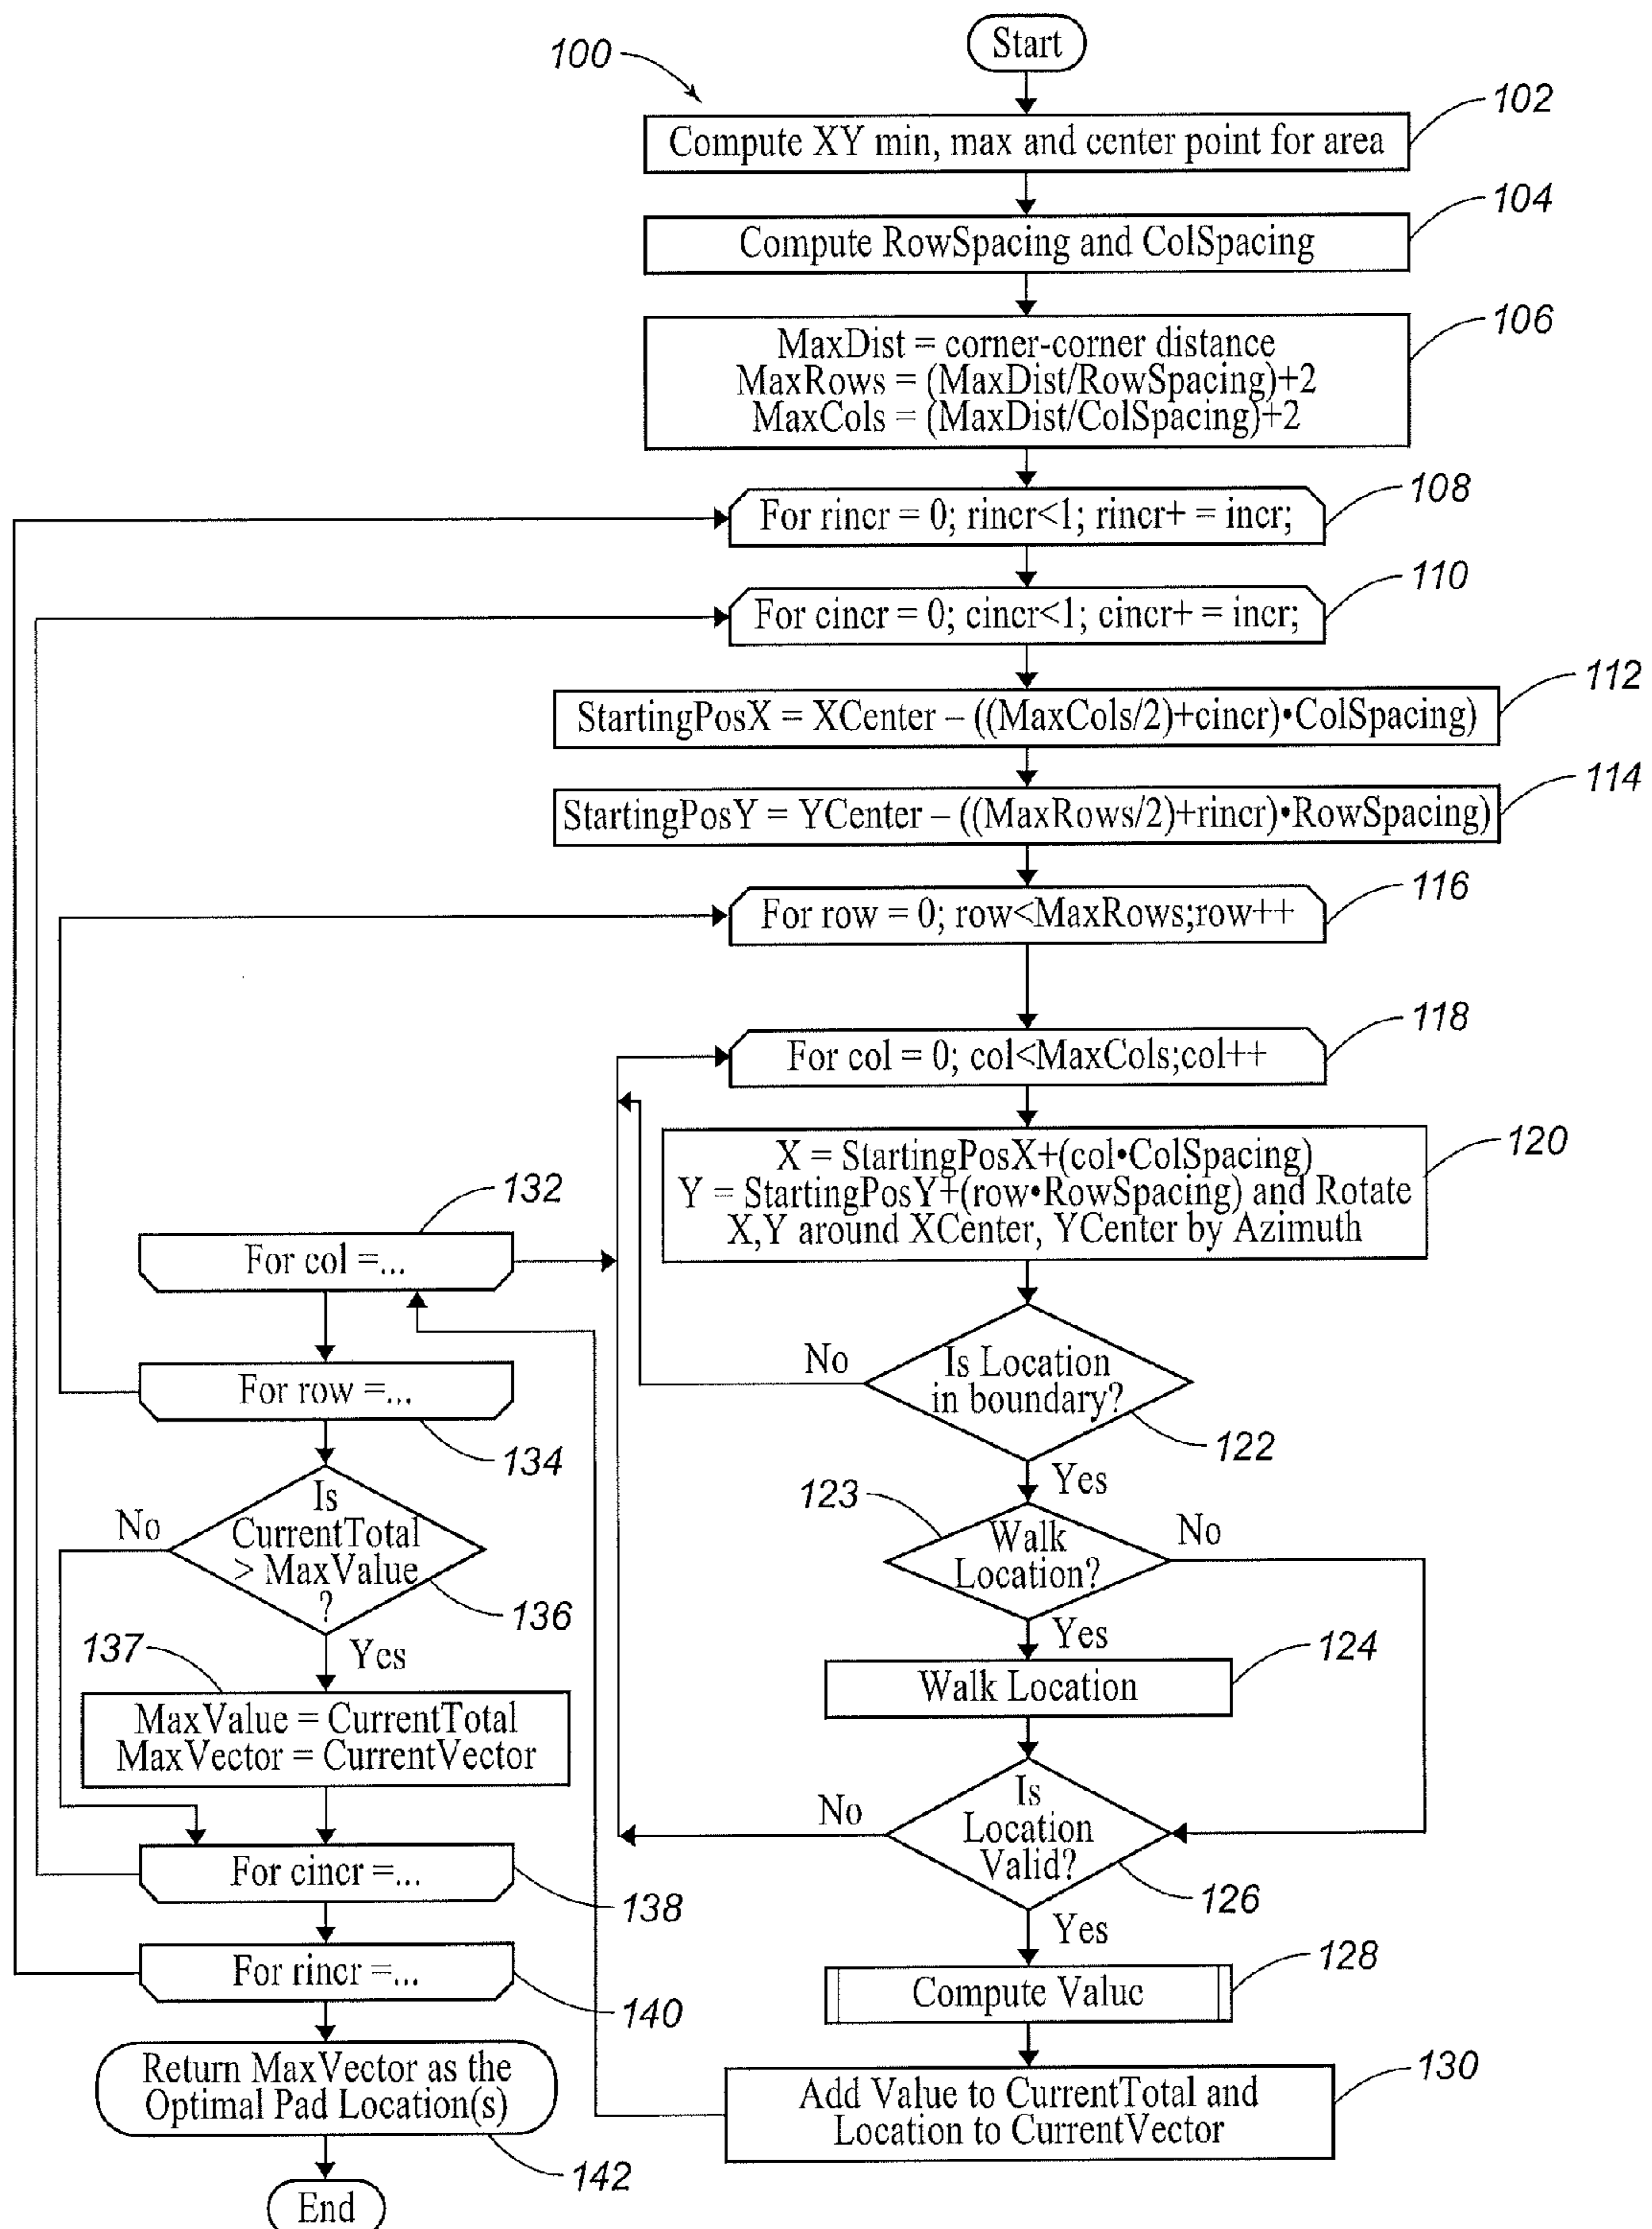 Start
100
102
Compute XY min, max and center point for area
104
Compute RowSpacing and ColSpacing
106
MaxDist = corner-corner distance
MaxRows = (MaxDist/RowSpacing)+2
MaxCols = (MaxDist/ColSpacing)+2
108
For rincr = 0; rincr<1; rincr+ = incr;
110
For cincr = 0; cincr<1; cincr+ = incr;
112
StartingPosX = XCenter – ((MaxCols/2)+cincr)•ColSpacing)
114
StartingPosY = YCenter – ((MaxRows/2)+rincr)•RowSpacing)
116
For row = 0; row<MaxRows;row++
118
For col = 0; col<MaxCols;col++
120
X = StartingPosX+(col•ColSpacing)
Y = StartingPosY+(row•RowSpacing) and Rotate
X,Y around XCenter, YCenter by Azimuth
No
Is Location
in boundary?
122
Yes
123
Walk
Location?
No
Yes
124
Walk Location
No
Is
Location
Valid?
126
Yes
128
Compute Value
130
Add Value to CurrentTotal and
Location to CurrentVector
132
For col =...
For row =...
134
No
Is
CurrentTotal
> MaxValue
?
136
137
Yes
MaxValue = CurrentTotal
MaxVector = CurrentVector
For cincr =...
138
For rincr =...
140
Return MaxVector as the
Optimal Pad Location(s)
142
End